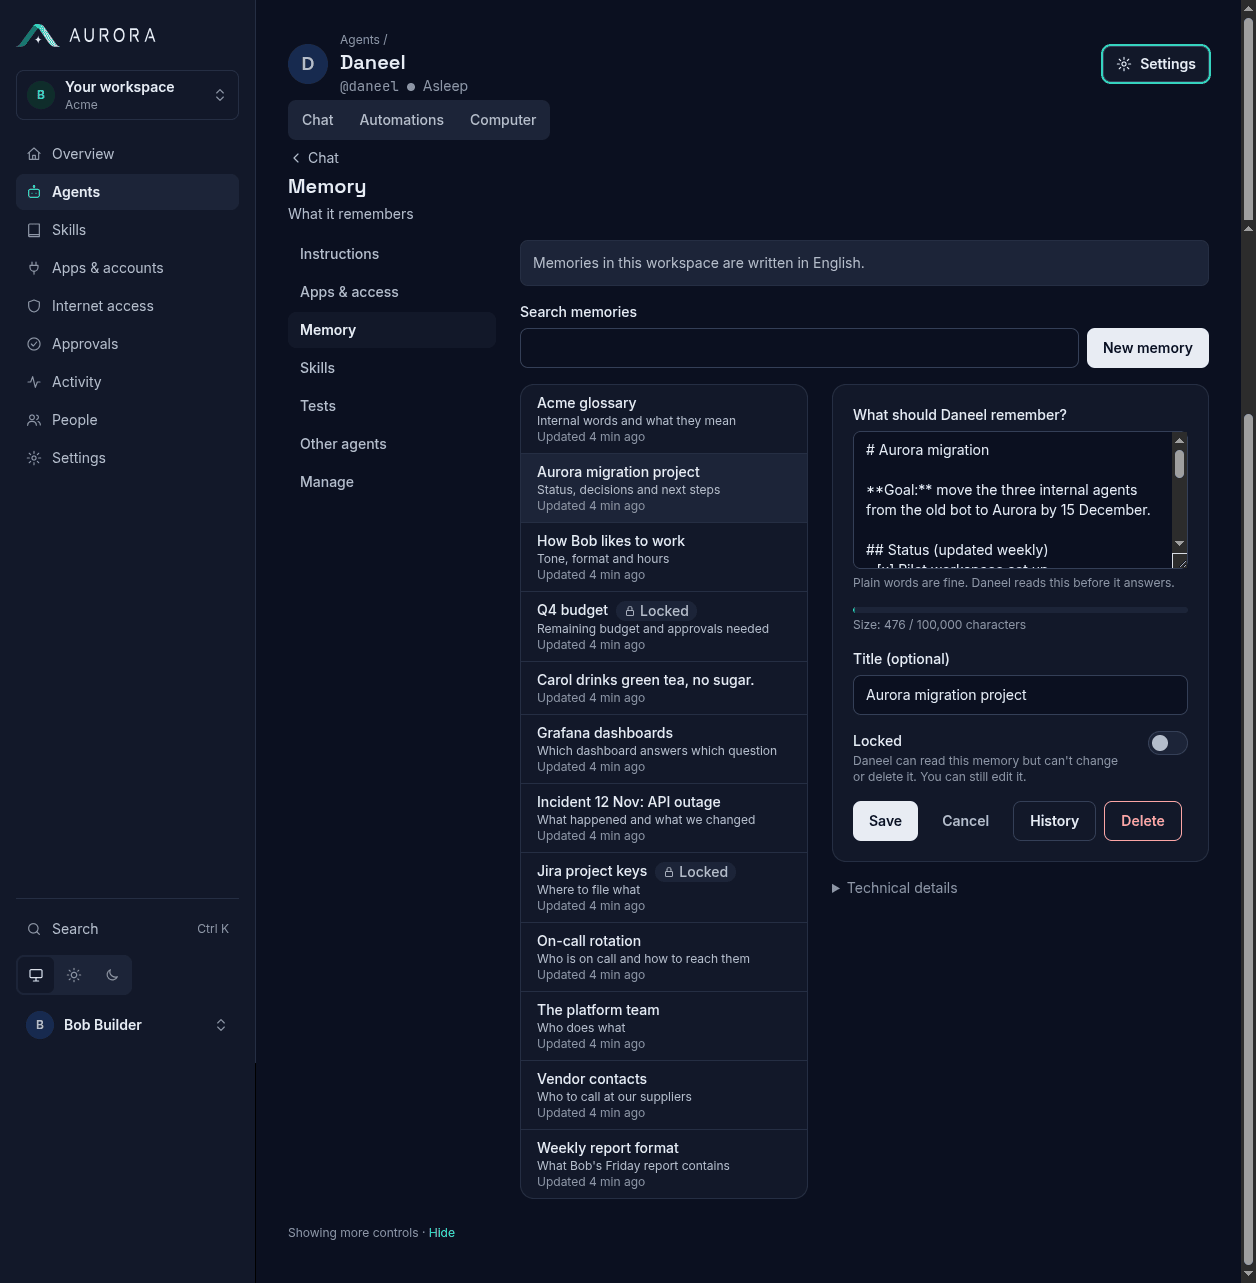 AURORA
B
Your workspace
Acme
Overview
Agents
Skills
Apps & accounts
Internet access
Approvals
Activity
People
Settings
Search
Ctrl K
B
Bob Builder
Agents /
D
Daneel
@daneel
Asleep
Settings
Chat
Automations
Computer
Chat
Memory
What it remembers
Instructions
Apps & access
Memory
Skills
Tests
Other agents
Manage
Memories in this workspace are written in English.
Search memories
New memory
Acme glossary
Internal words and what they mean
Updated 4 min ago
Aurora migration project
Status, decisions and next steps
Updated 4 min ago
How Bob likes to work
Tone, format and hours
Updated 4 min ago
Q4 budget
Locked
Remaining budget and approvals needed
Updated 4 min ago
Carol drinks green tea, no sugar.
Updated 4 min ago
Grafana dashboards
Which dashboard answers which question
Updated 4 min ago
Incident 12 Nov: API outage
What happened and what we changed
Updated 4 min ago
Jira project keys
Locked
Where to file what
Updated 4 min ago
On-call rotation
Who is on call and how to reach them
Updated 4 min ago
The platform team
Who does what
Updated 4 min ago
Vendor contacts
Who to call at our suppliers
Updated 4 min ago
Weekly report format
What Bob's Friday report contains
Updated 4 min ago
What should Daneel remember?
# Aurora migration
**Goal:** move the three internal agents
from the old bot to Aurora by 15 December.
## Status (updated weekly)
Plain words are fine. Daneel reads this before it answers.
Size: 476 / 100,000 characters
Title (optional)
Aurora migration project
Locked
Daneel can read this memory but can't change
or delete it. You can still edit it.
Save
Cancel
History
Delete
Technical details
Showing more controls · Hide